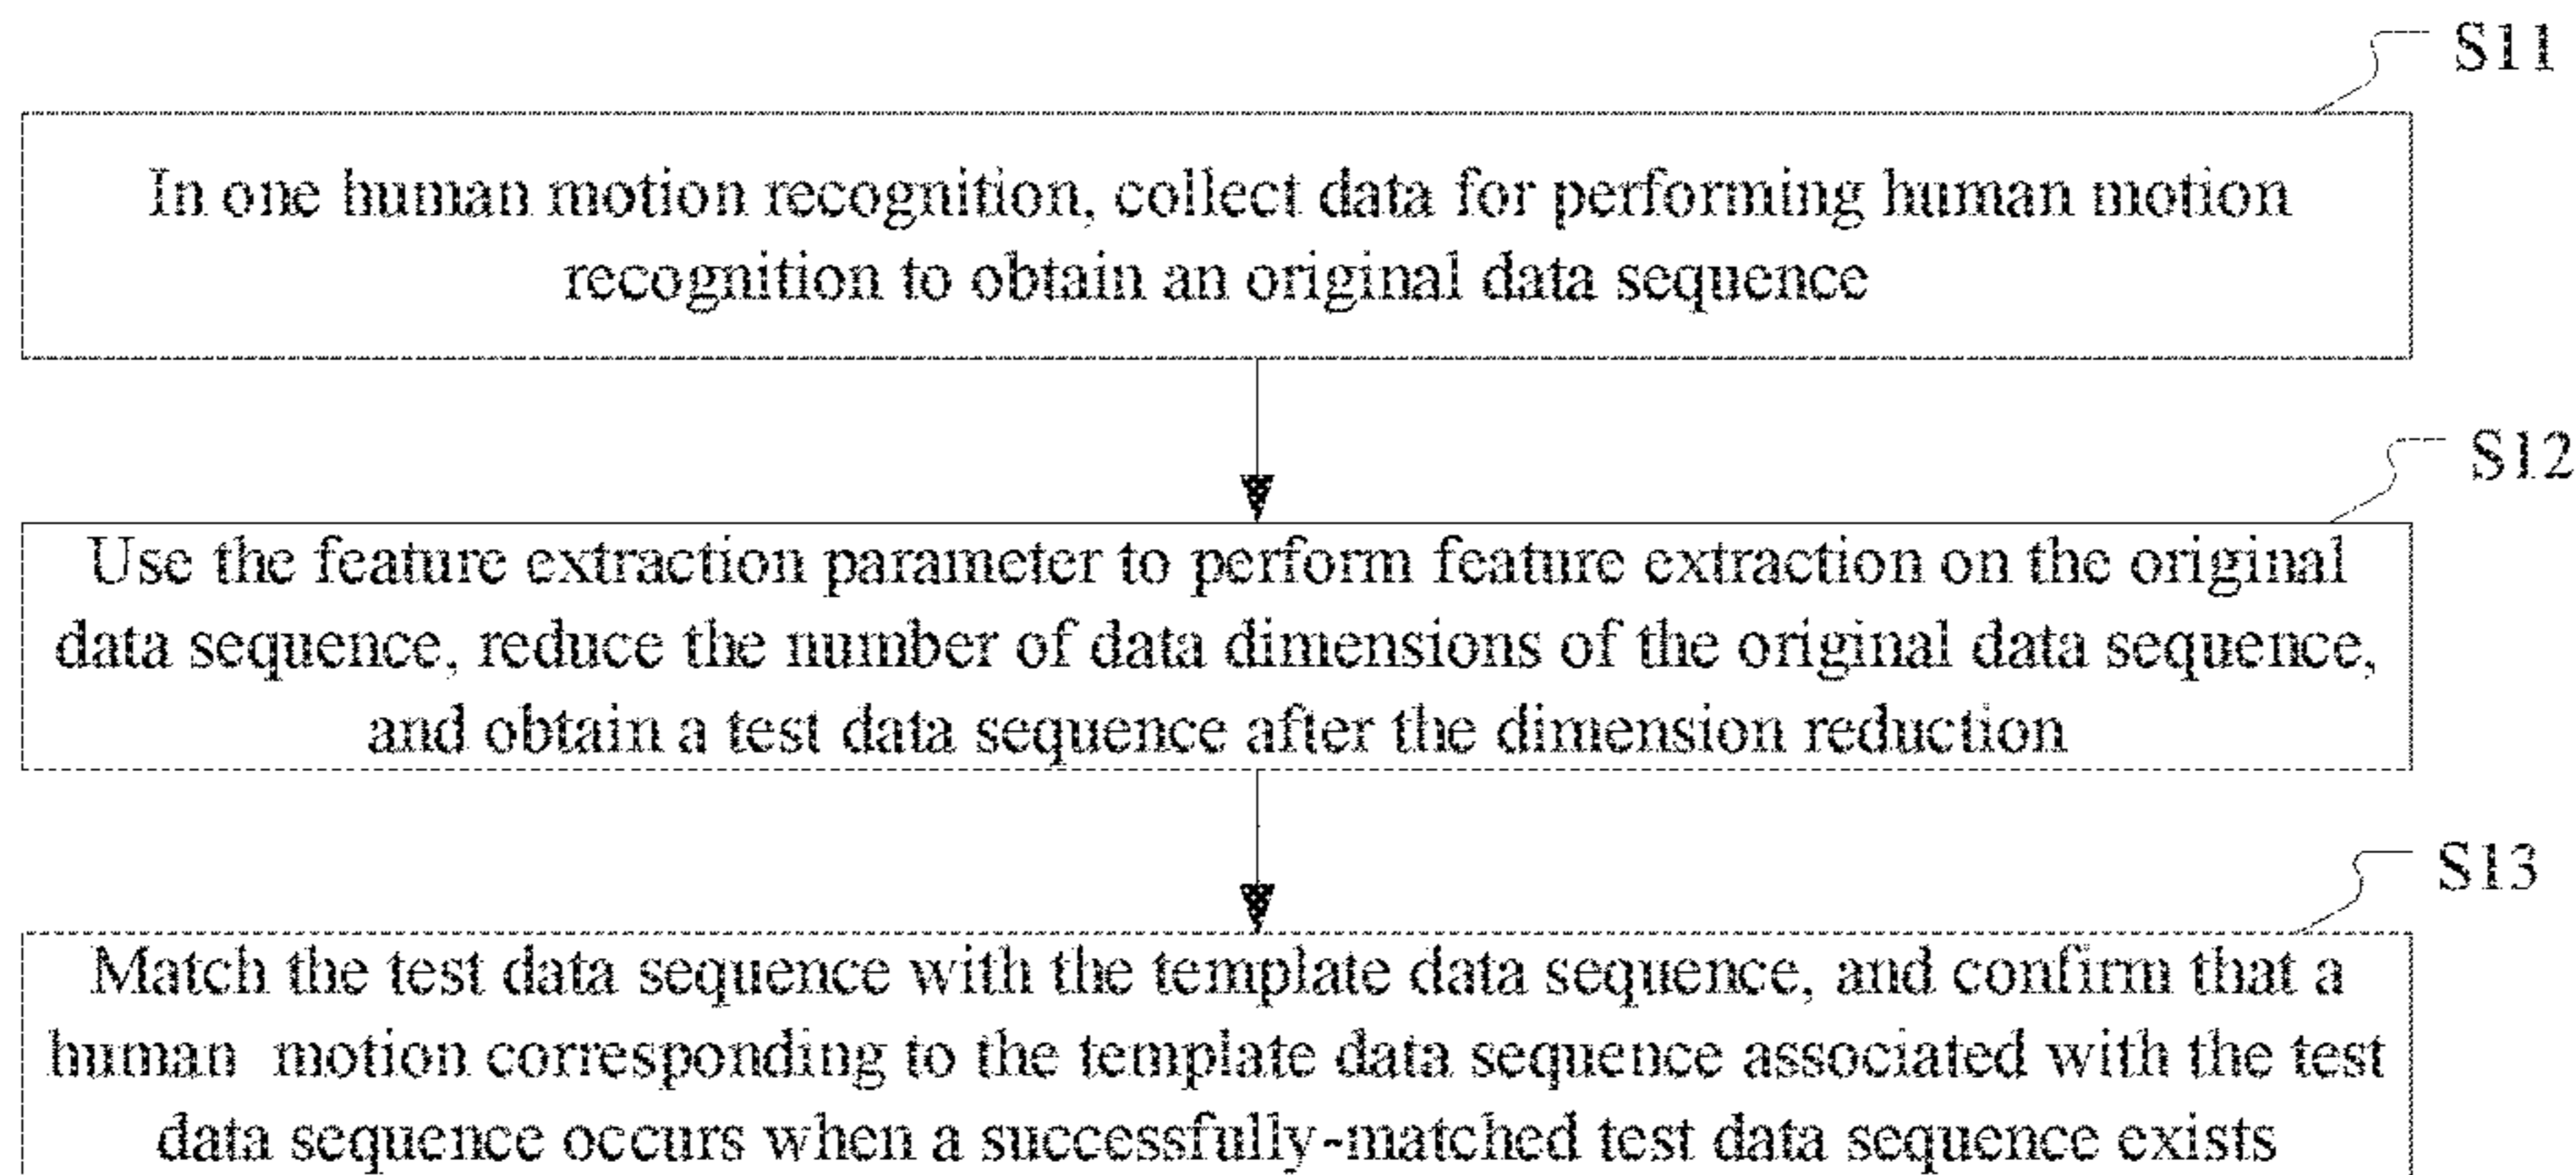 S11
In one human motion recognition, collect data for performing human motion
recognition to obtain an original data sequence
S12
Use the feature extraction parameter to perform feature extraction on the original
data sequence, reduce the number of data dimensions of the original data sequence,
and obtain a test data sequence after the dimension reduction
S13
Match the test data sequence with the template data sequence, and confirm that a
human motion corresponding to the template data sequence associated with the test
data sequence occurs when a successfully-matched test data sequence exists